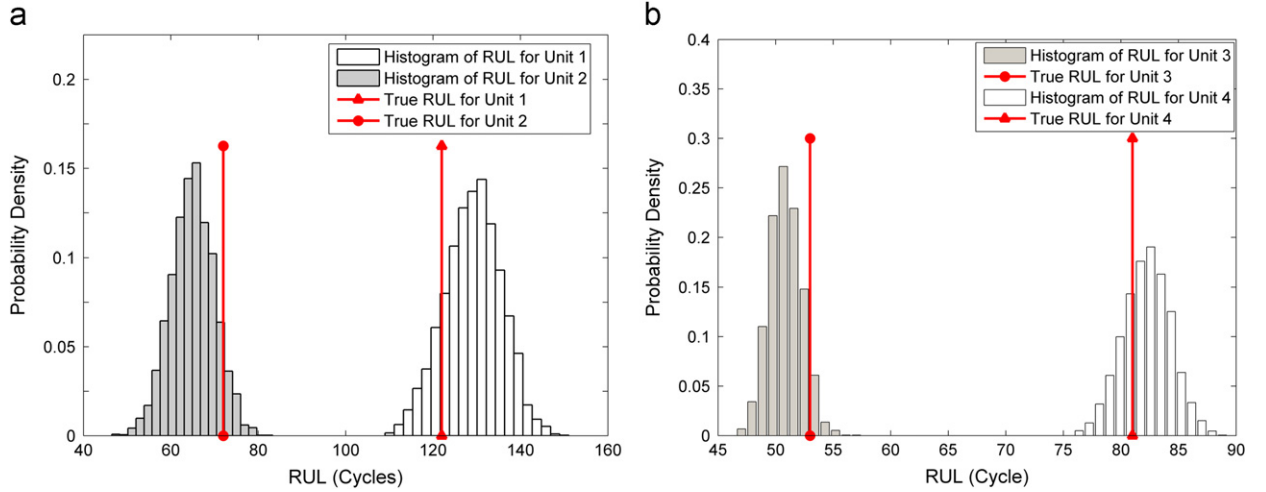 a
Histogram of RUL for Unit 1
Histogram of RUL for Unit 2
True RUL for Unit 1
True RUL for Unit 2
Probability Density
0.2
0.15
0.1
0.05
0
40 60 80 100 120 140 160
RUL (Cycles)
b
Histogram of RUL for Unit 3
True RUL for Unit 3
Histogram of RUL for Unit 4
True RUL for Unit 4
Probability Density
0.4
0.35
0.3
0.25
0.2
0.15
0.1
0.05
0
45 50 55 60 65 70 75 80 85 90
RUL (Cycle)